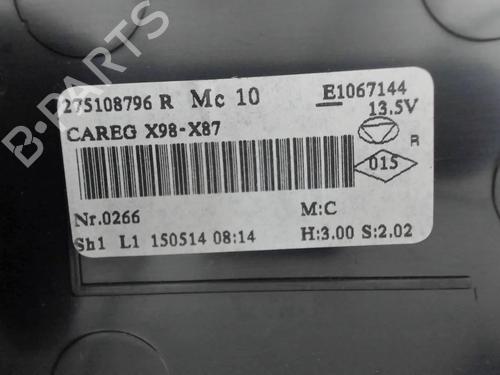 B-PARTS
275108796 R Mc 10 E1067144
13.5V
CAREG X98-X87
R
015
Nr.0266 M:C
Sh1 L1 150514 08:14 H:3.00 S:2.02